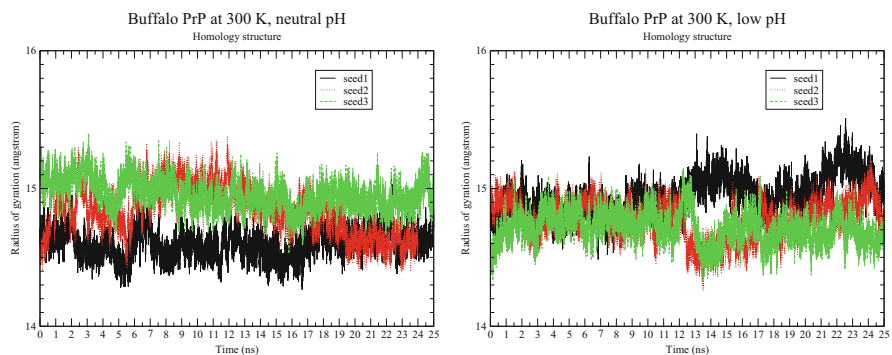 Buffalo PrP at 300 K, neutral pH
Homology structure
16
15
14
Radius of gyration (angstrom)
seed1
seed2
seed3
0 1 2 3 4 5 6 7 8 9 10 11 12 13 14 15 16 17 18 19 20 21 22 23 24 25
Time (ns)
Buffalo PrP at 300 K, low pH
Homology structure
16
15
14
Radius of gyration (angstrom)
seed1
seed2
seed3
0 1 2 3 4 5 6 7 8 9 10 11 12 13 14 15 16 17 18 19 20 21 22 23 24 25
Time (ns)